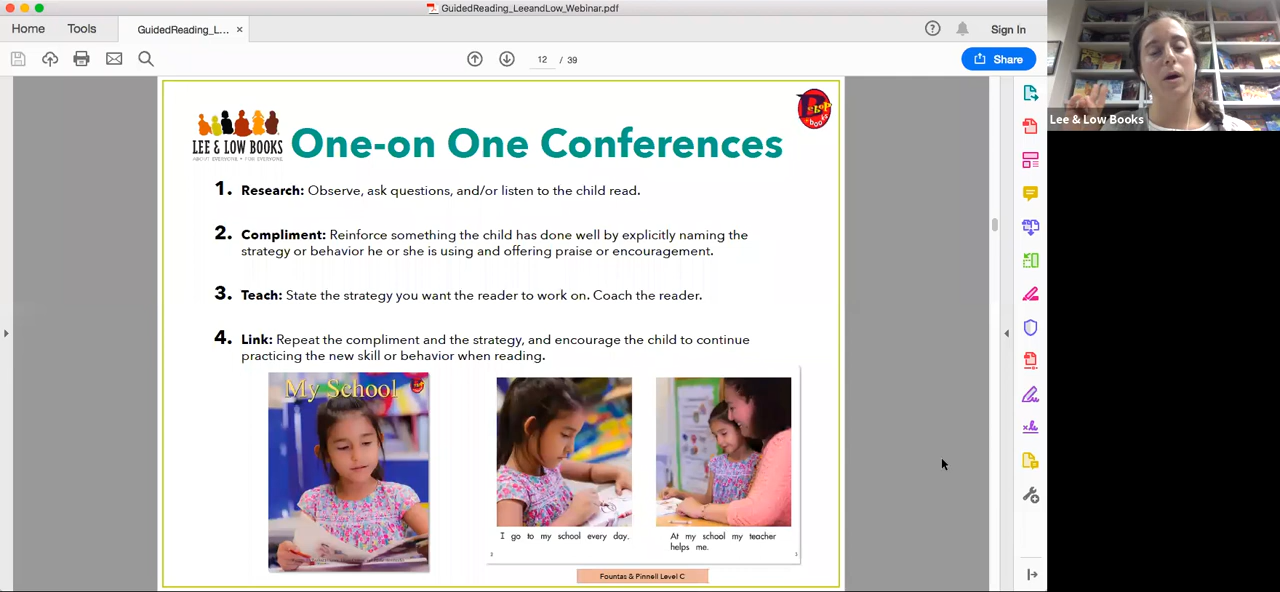 GuidedReading_LeeandLow_Webinar.pdf
Home Tools GuidedReading_L... × Sign In
12 / 39 Share
Lee & Low Books
LEE & LOW BOOKS
ABOUT EVERYONE • FOR EVERYONE
One-on One Conferences
1. Research: Observe, ask questions, and/or listen to the child read.
2. Compliment: Reinforce something the child has done well by explicitly naming the
strategy or behavior he or she is using and offering praise or encouragement.
3. Teach: State the strategy you want the reader to work on. Coach the reader.
4. Link: Repeat the compliment and the strategy, and encourage the child to continue
practicing the new skill or behavior when reading.
My School
I go to my school every day.
2
At my school my teacher
helps me.
3
Fountas & Pinnell Level C